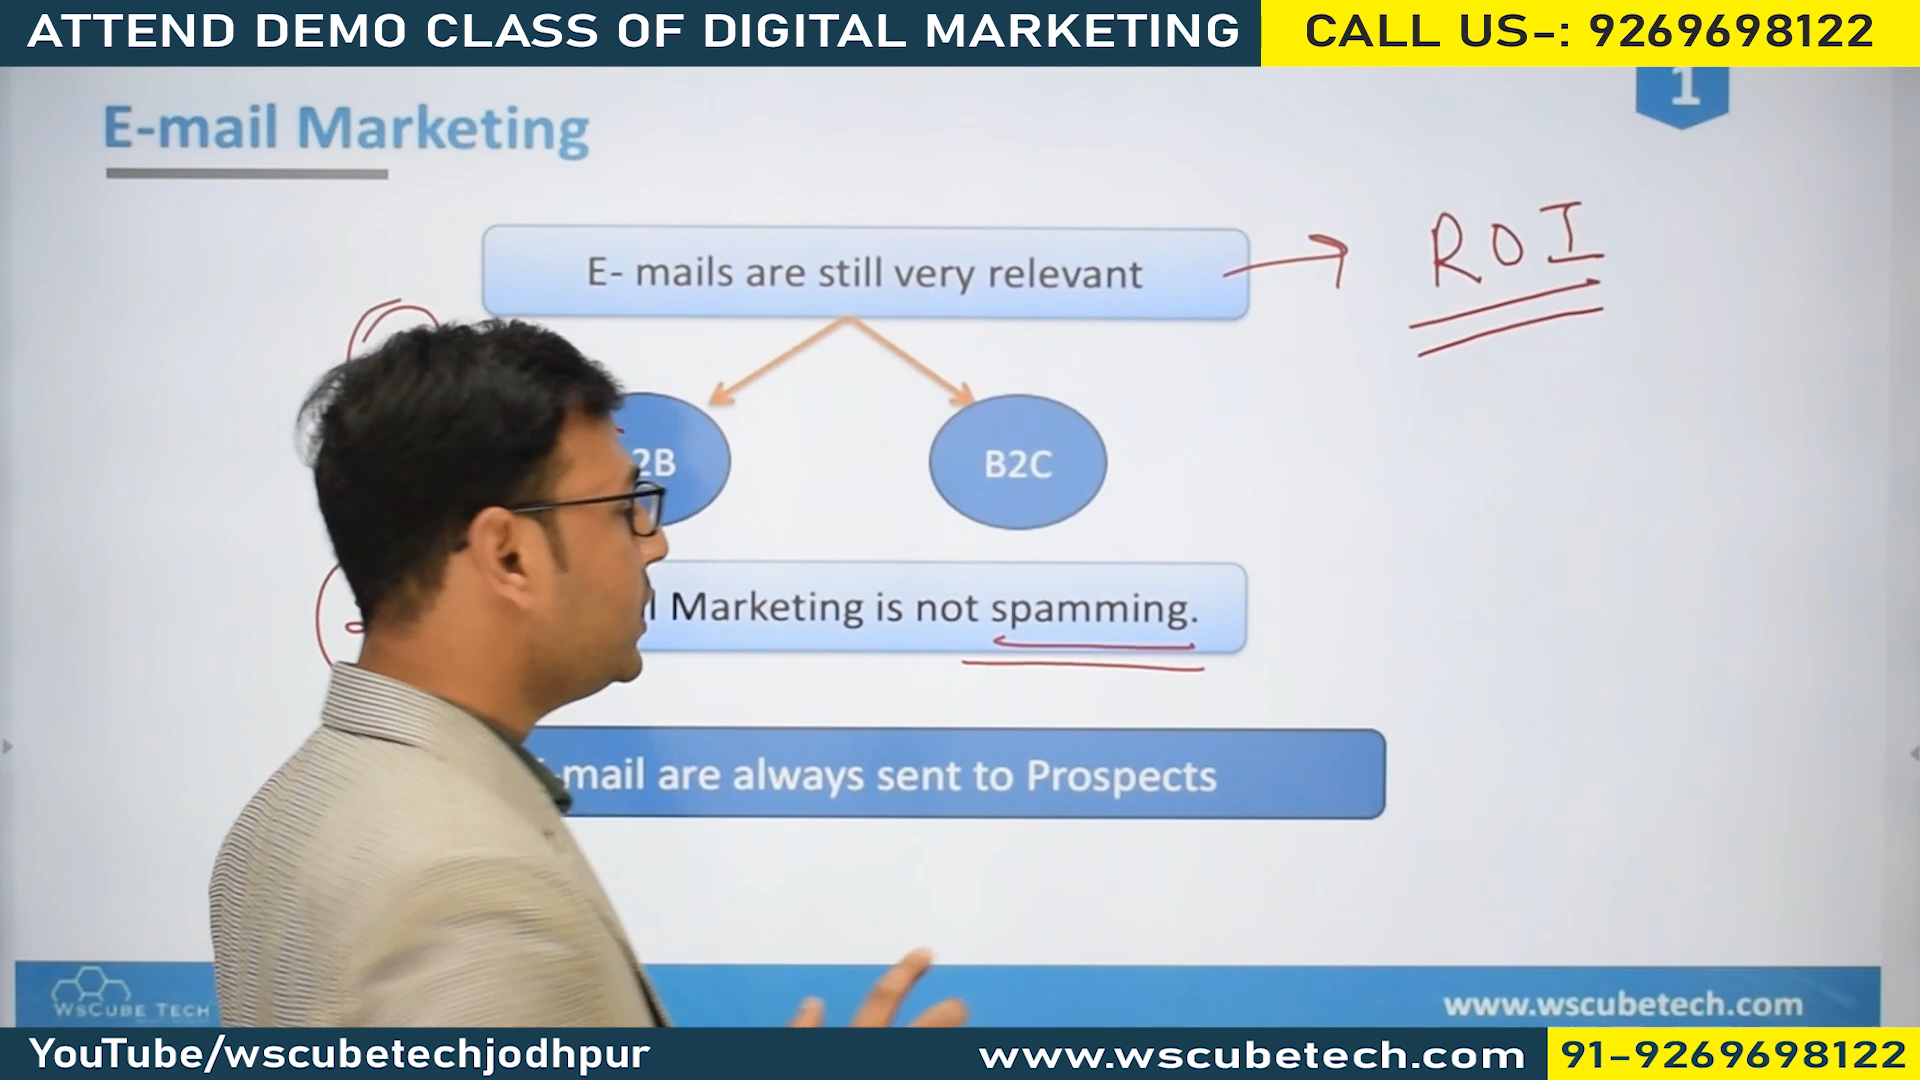 ATTEND DEMO CLASS OF DIGITAL MARKETING
CALL US-: 9269698122
1
E-mail Marketing
E- mails are still very relevant
ROI
2B
B2C
Marketing is not spamming.
-mail are always sent to Prospects
WSCUBE TECH
www.wscubetech.com
YouTube/wscubetechjodhpur
www.wscubetech.com
91-9269698122